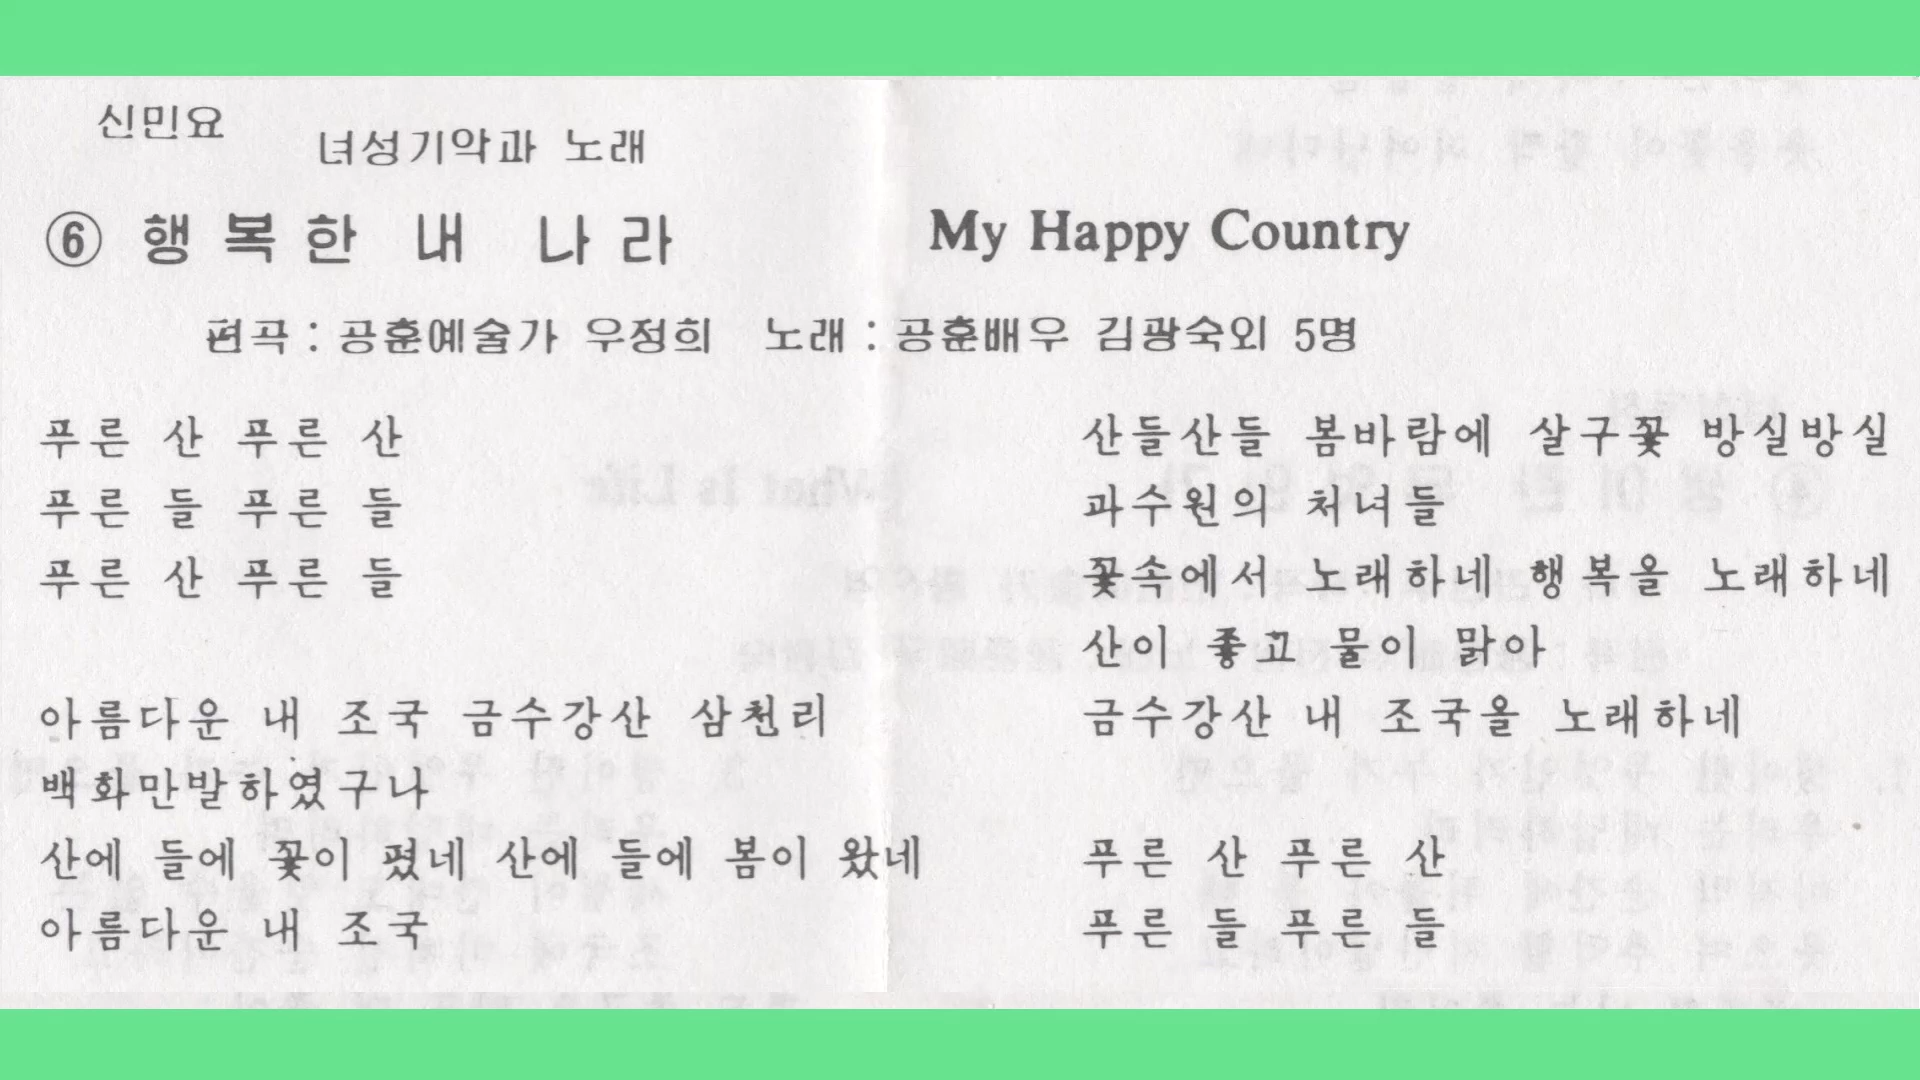 신민요
녀성기악과 노래
⑥ 행복한 내 나라 My Happy Country
편곡 : 공훈예술가 우정희 노래 : 공훈배우 김광숙외 5명
푸른 산 푸른 산
푸른 들 푸른 들
푸른 산 푸른 들
아름다운 내 조국 금수강산 삼천리
백화만발하였구나
산에 들에 꽃이 폈네 산에 들에 봄이 왔네
아름다운 내 조국
산들산들 봄바람에 살구꽃 방실방실
과수원의 처녀들
꽃속에서 노래하네 행복을 노래하네
산이 좋고 물이 맑아
금수강산 내 조국을 노래하네
푸른 산 푸른 산
푸른 들 푸른 들